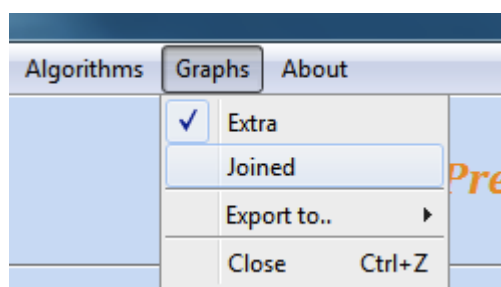 Algorithms Graphs About
Extra
Joined
Pre
Export to..
Close Ctrl+Z